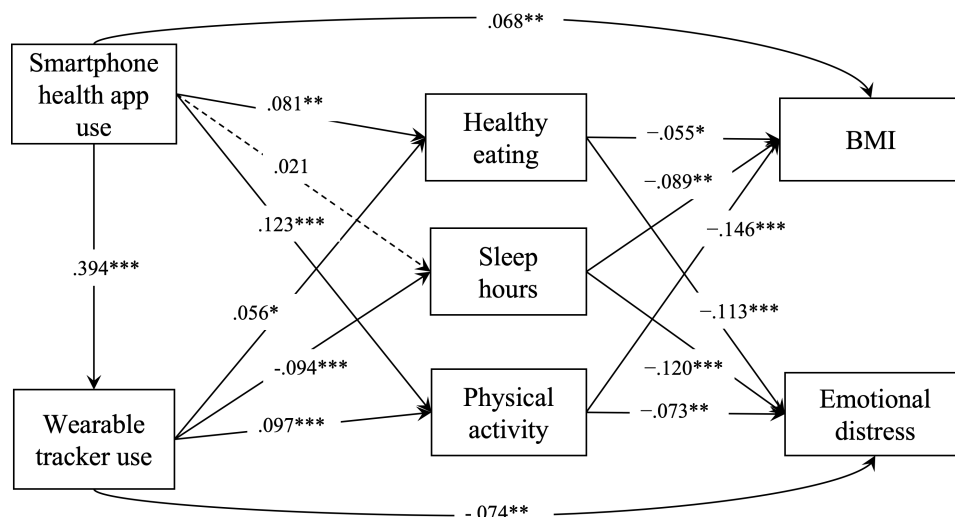 .068**
Smartphone
health app
use
.081**
Healthy
eating
−.055*
BMI
.021
−.089**
.123***
−.146***
Sleep
hours
.394***
.056*
−.113***
-.094***
−.120***
Wearable
tracker use
.097***
Physical
activity
−.073**
Emotional
distress
-.074**